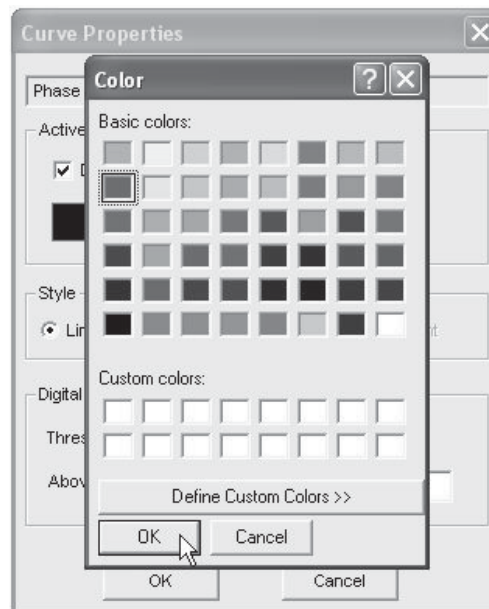 Curve Properties
Color
Phase
Basic colors:
Active
Style
Lin
Custom colors:
Digital
Thres
Abov
Define Custom Colors >>
OK Cancel
OK Cancel